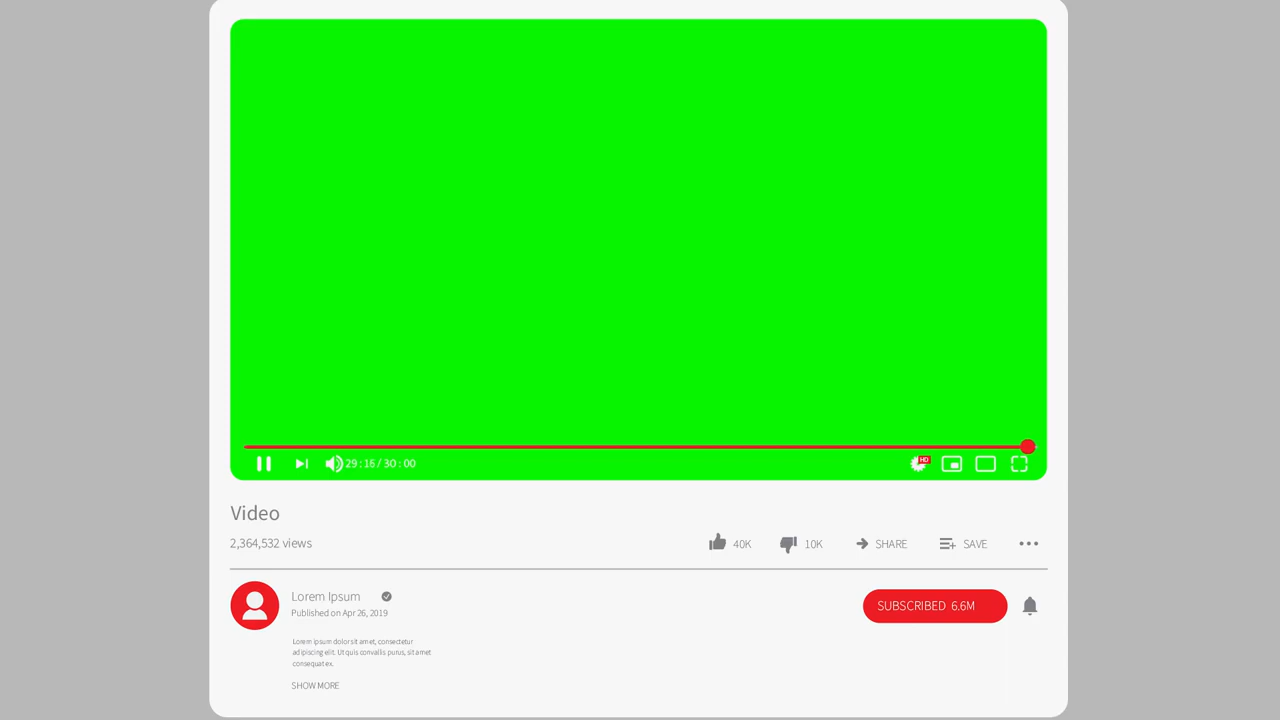 29:16 / 30:00
HD
Video
2,364,532 views
40K
10K
SHARE
SAVE
Lorem Ipsum
Published on Apr 26, 2019
SUBSCRIBED 6.6M
Lorem ipsum dolor sit amet, consectetur
adipiscing elit. Ut quis convallis purus, sit amet
consequat ex.
SHOW MORE